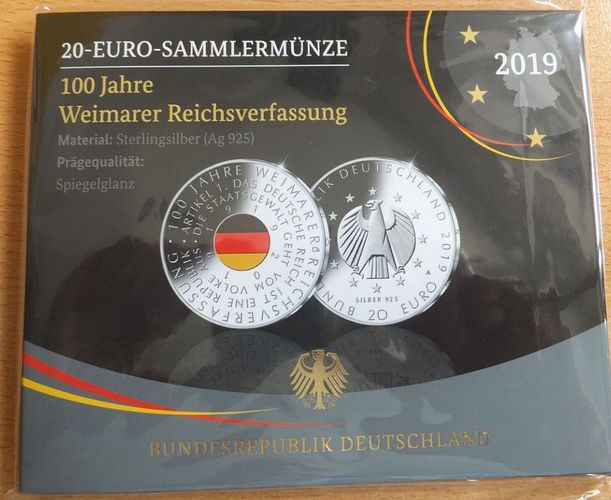 20-EURO-SAMMLERMÜNZE
2019
100 Jahre
Weimarer Reichsverfassung
Material: Sterlingsilber (Ag 925)
Prägequalität:
Spiegelglanz
100 JAHRE WEIMARER REICHSVERFASSUNG ·
ARTIKEL 1. DAS DEUTSCHE REICH IST EINE REPUBLIK ·
DIE STAATSGEWALT GEHT VOM VOLKE AUS ·
1919
2019
BUN
BLIK DEUTSCHLAND 2019
A
SILBER 925
20 EURO
BUNDESREPUBLIK DEUTSCHLAND